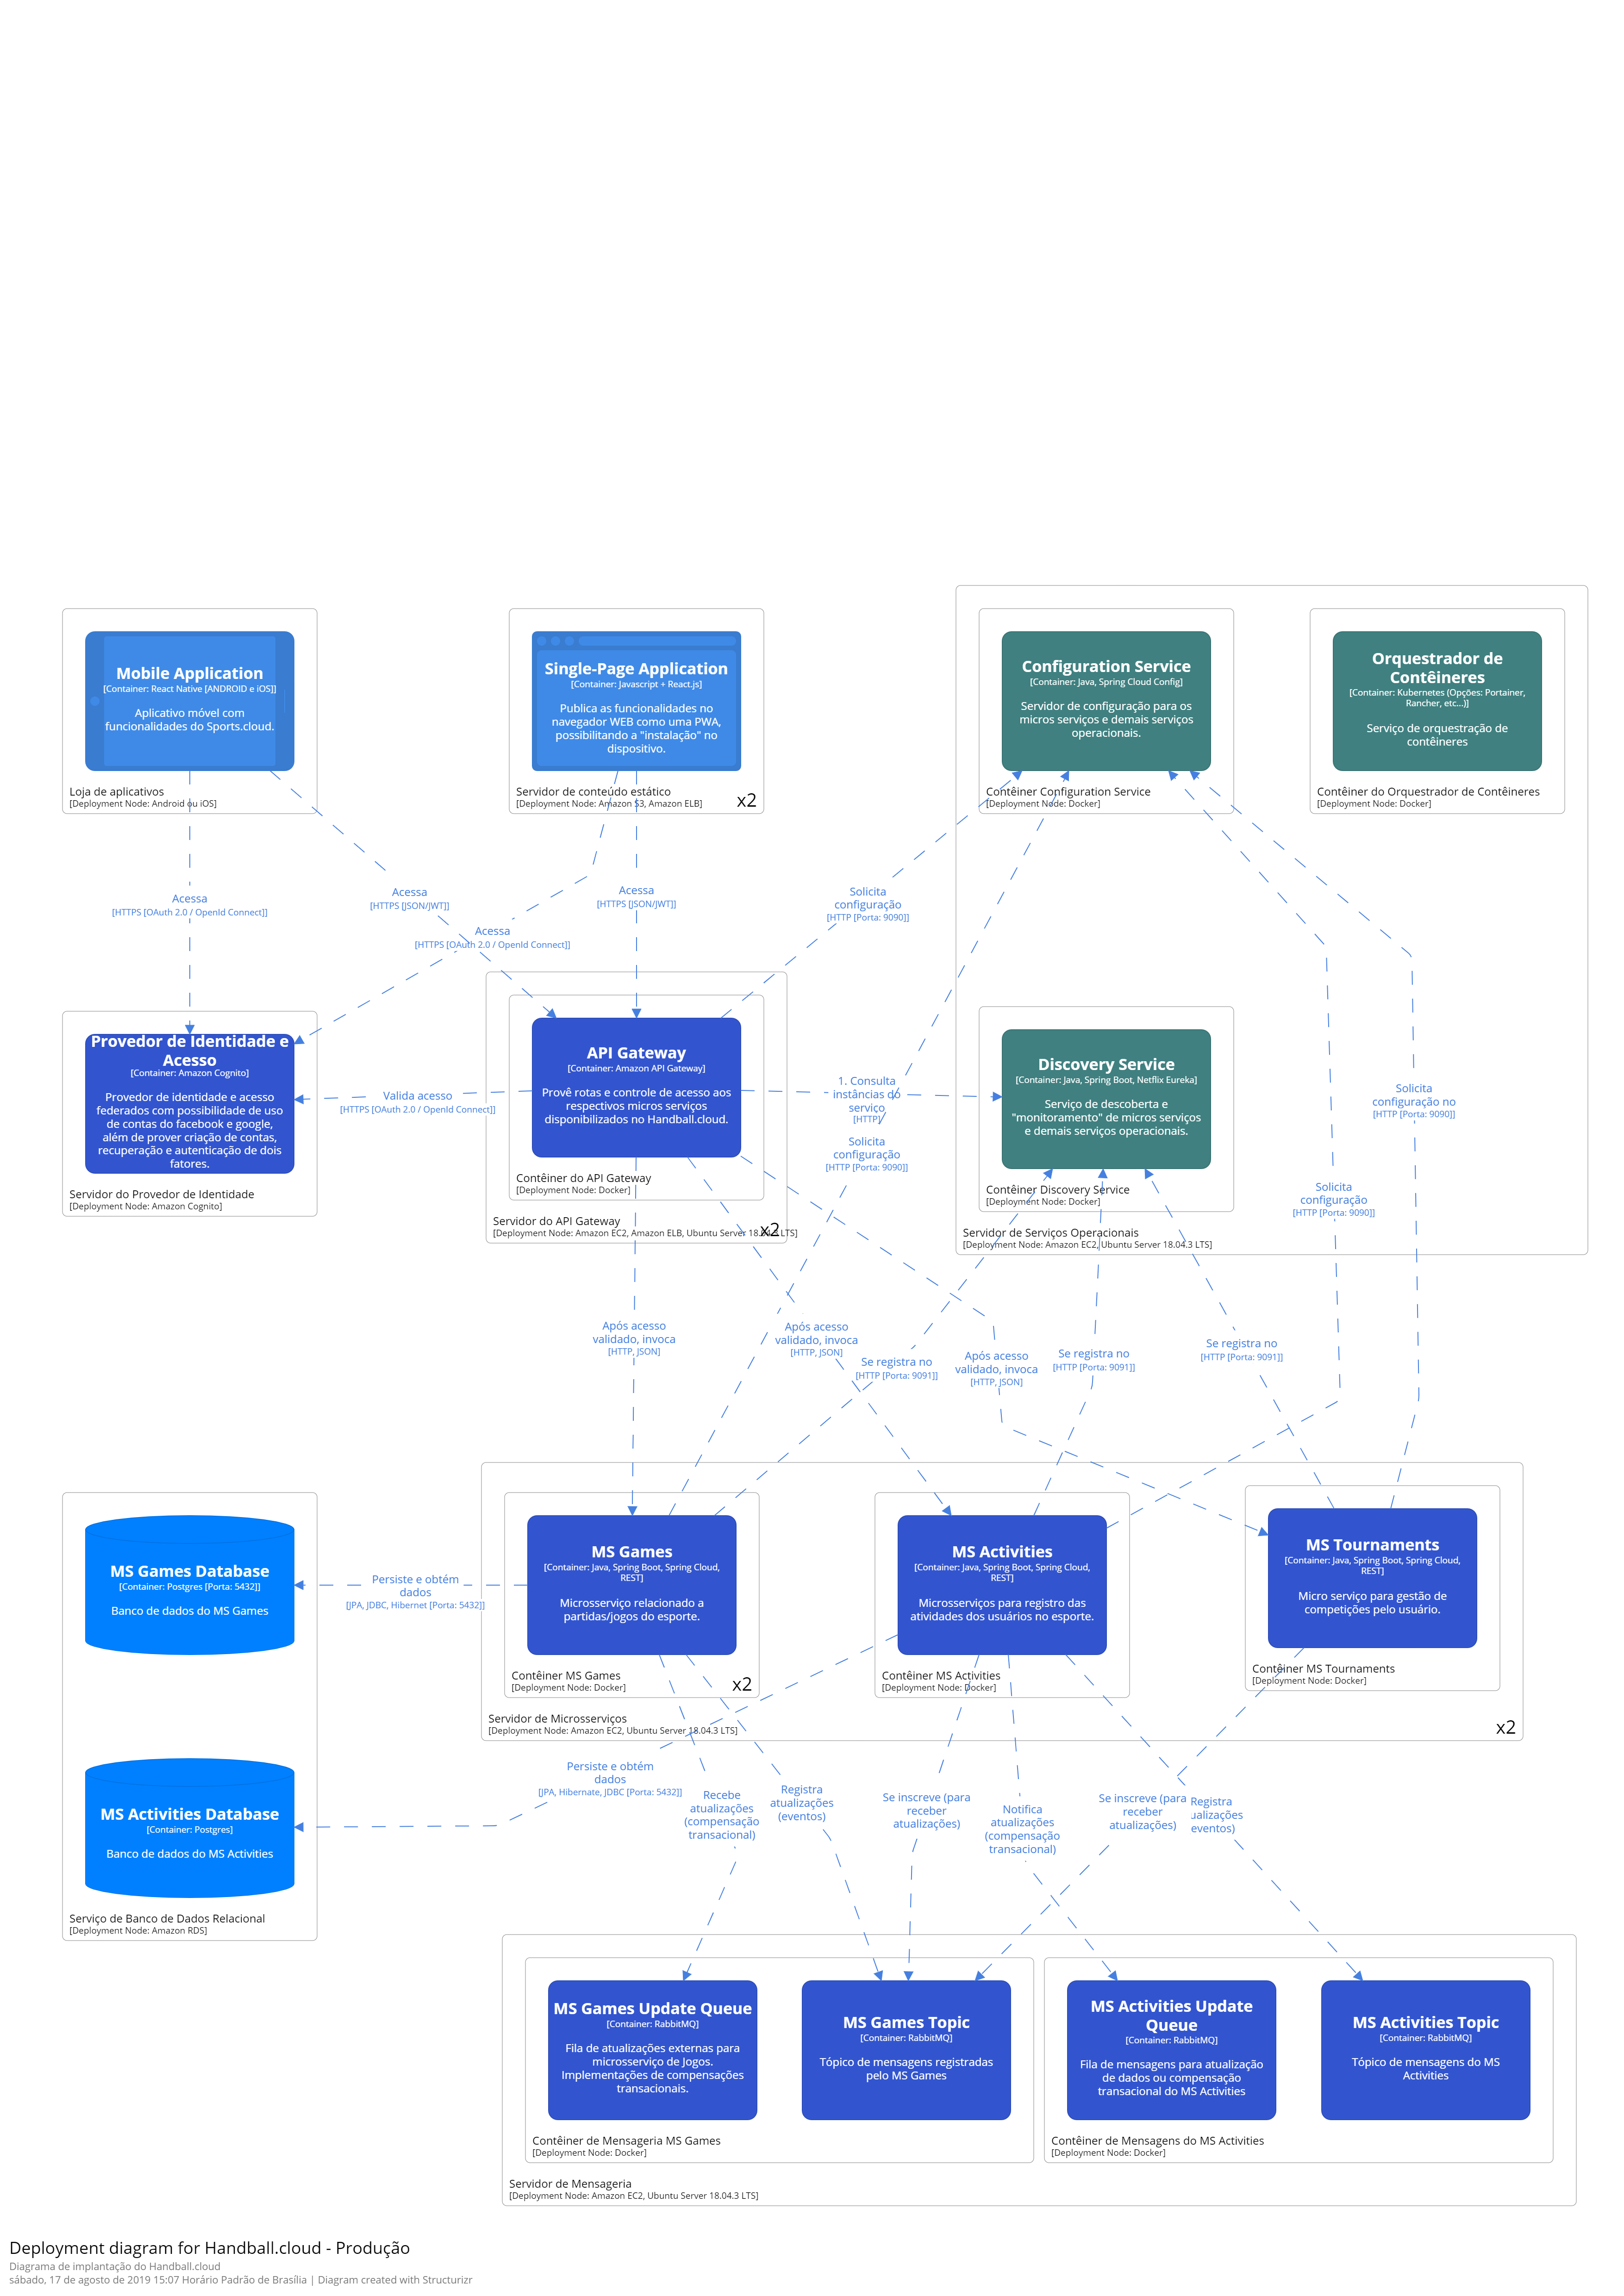 Mobile Application
[Container: React Native [ANDROID e iOS]]
Aplicativo móvel com
funcionalidades do Sports.cloud.
Loja de aplicativos
[Deployment Node: Android ou iOS]
Single-Page Application
[Container: Javascript + React.js]
Publica as funcionalidades no
navegador WEB como uma PWA,
possibilitando a "instalação" no
dispositivo.
Servidor de conteúdo estático
[Deployment Node: Amazon S3, Amazon ELB]
x2
Configuration Service
[Container: Java, Spring Cloud Config]
Servidor de configuração para os
micros serviços e demais serviços
operacionais.
Contêiner Configuration Service
[Deployment Node: Docker]
Orquestrador de
Contêineres
[Container: Kubernetes (Opções: Portainer,
Rancher, etc...)]
Serviço de orquestração de
contêineres
Contêiner do Orquestrador de Contêineres
[Deployment Node: Docker]
Acessa
[HTTPS [OAuth 2.0 / OpenId Connect]]
Acessa
[HTTPS [JSON/JWT]]
Acessa
[HTTPS [OAuth 2.0 / OpenId Connect]]
Acessa
[HTTPS [JSON/JWT]]
Solicita
configuração
[HTTP [Porta: 9090]]
Provedor de Identidade e
Acesso
[Container: Amazon Cognito]
Provedor de identidade e acesso
federados com possibilidade de uso
de contas do facebook e google,
além de prover criação de contas,
recuperação e autenticação de dois
fatores.
Servidor do Provedor de Identidade
[Deployment Node: Amazon Cognito]
Valida acesso
[HTTPS [OAuth 2.0 / OpenId Connect]]
API Gateway
[Container: Amazon API Gateway]
Provê rotas e controle de acesso aos
respectivos micros serviços
disponibilizados no Handball.cloud.
Contêiner do API Gateway
[Deployment Node: Docker]
Servidor do API Gateway
[Deployment Node: Amazon EC2, Amazon ELB, Ubuntu Server 18.04.3 LTS]
x2
1. Consulta
instâncias do
serviço
[HTTP]
Solicita
configuração
[HTTP [Porta: 9090]]
Discovery Service
[Container: Java, Spring Boot, Netflix Eureka]
Serviço de descoberta e
"monitoramento" de micros serviços
e demais serviços operacionais.
Contêiner Discovery Service
[Deployment Node: Docker]
Servidor de Serviços Operacionais
[Deployment Node: Amazon EC2, Ubuntu Server 18.04.3 LTS]
Solicita
configuração no
[HTTP [Porta: 9090]]
Solicita
configuração
[HTTP [Porta: 9090]]
Após acesso
validado, invoca
[HTTP, JSON]
Após acesso
validado, invoca
[HTTP, JSON]
Se registra no
[HTTP [Porta: 9091]]
Após acesso
validado, invoca
[HTTP, JSON]
Se registra no
[HTTP [Porta: 9091]]
Se registra no
[HTTP [Porta: 9091]]
MS Games Database
[Container: Postgres [Porta: 5432]]
Banco de dados do MS Games
Persiste e obtém
dados
[JPA, JDBC, Hibernet [Porta: 5432]]
MS Games
[Container: Java, Spring Boot, Spring Cloud,
REST]
Microsserviço relacionado a
partidas/jogos do esporte.
Contêiner MS Games
[Deployment Node: Docker]
x2
MS Activities
[Container: Java, Spring Boot, Spring Cloud,
REST]
Microsserviços para registro das
atividades dos usuários no esporte.
Contêiner MS Activities
[Deployment Node: Docker]
MS Tournaments
[Container: Java, Spring Boot, Spring Cloud,
REST]
Micro serviço para gestão de
competições pelo usuário.
Contêiner MS Tournaments
[Deployment Node: Docker]
Servidor de Microsserviços
[Deployment Node: Amazon EC2, Ubuntu Server 18.04.3 LTS]
x2
MS Activities Database
[Container: Postgres]
Banco de dados do MS Activities
Serviço de Banco de Dados Relacional
[Deployment Node: Amazon RDS]
Persiste e obtém
dados
[JPA, Hibernate, JDBC [Porta: 5432]]
Recebe
atualizações
(compensação
transacional)
Registra
atualizações
(eventos)
Se inscreve (para
receber
atualizações)
Notifica
atualizações
(compensação
transacional)
Se inscreve (para
receber
atualizações)
Registra
ualizações
eventos)
MS Games Update Queue
[Container: RabbitMQ]
Fila de atualizações externas para
microsserviço de Jogos.
Implementações de compensações
transacionais.
MS Games Topic
[Container: RabbitMQ]
Tópico de mensagens registradas
pelo MS Games
Contêiner de Mensageria MS Games
[Deployment Node: Docker]
MS Activities Update
Queue
[Container: RabbitMQ]
Fila de mensagens para atualização
de dados ou compensação
transacional do MS Activities
MS Activities Topic
[Container: RabbitMQ]
Tópico de mensagens do MS
Activities
Contêiner de Mensagens do MS Activities
[Deployment Node: Docker]
Servidor de Mensageria
[Deployment Node: Amazon EC2, Ubuntu Server 18.04.3 LTS]
Deployment diagram for Handball.cloud - Produção
Diagrama de implantação do Handball.cloud
sábado, 17 de agosto de 2019 15:07 Horário Padrão de Brasília | Diagram created with Structurizr